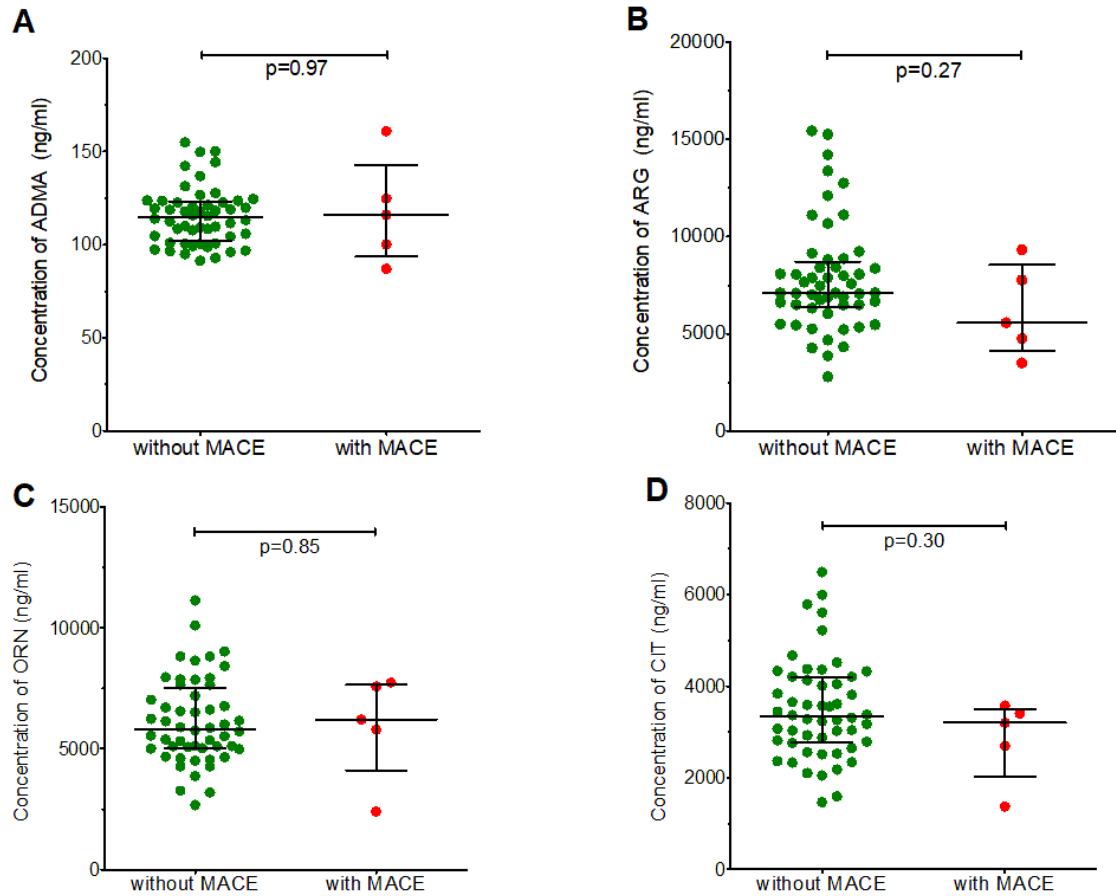 A
Concentration of ADMA (ng/ml)
200
150
100
50
0
p=0.97
without MACE
with MACE
B
Concentration of ARG (ng/ml)
20000
15000
10000
5000
0
p=0.27
without MACE
with MACE
C
Concentration of ORN (ng/ml)
15000
10000
5000
0
p=0.85
without MACE
with MACE
D
Concentration of CIT (ng/ml)
8000
6000
4000
2000
0
p=0.30
without MACE
with MACE